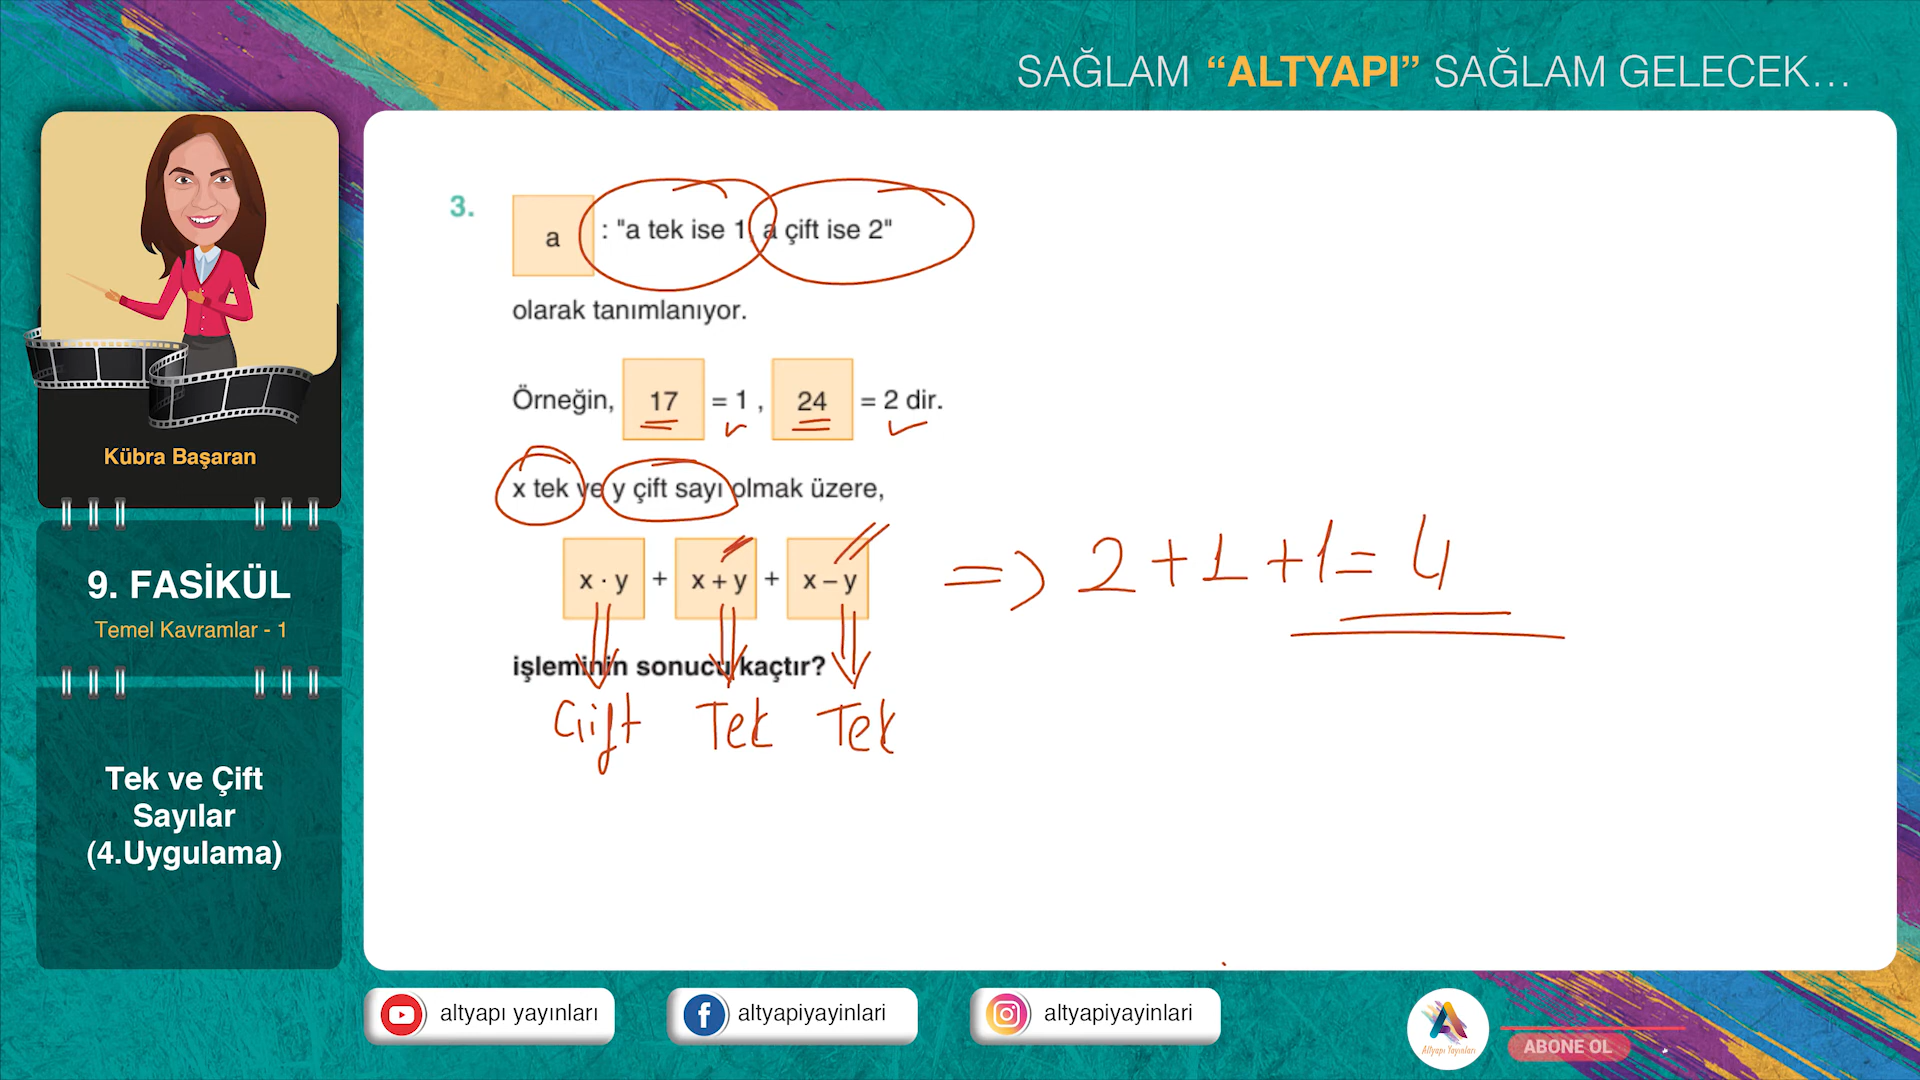 SAĞLAM “ALTYAPI” SAĞLAM GELECEK...
Kübra Başaran
9. FASİKÜL
Temel Kavramlar - 1
Tek ve Çift
Sayılar
(4.Uygulama)
3.
a : "a tek ise 1, a çift ise 2"
olarak tanımlanıyor.
Örneğin, 17 = 1 , 24 = 2 dir.
x tek ve y çift sayı olmak üzere,
x · y + x + y + x – y => 2 + 1 + 1 = 4
işleminin sonucu kaçtır?
Çift Tek Tek
altyapı yayınları
altyapiyayinlari
altyapiyayinlari
Altyapı Yayınları
ABONE OL